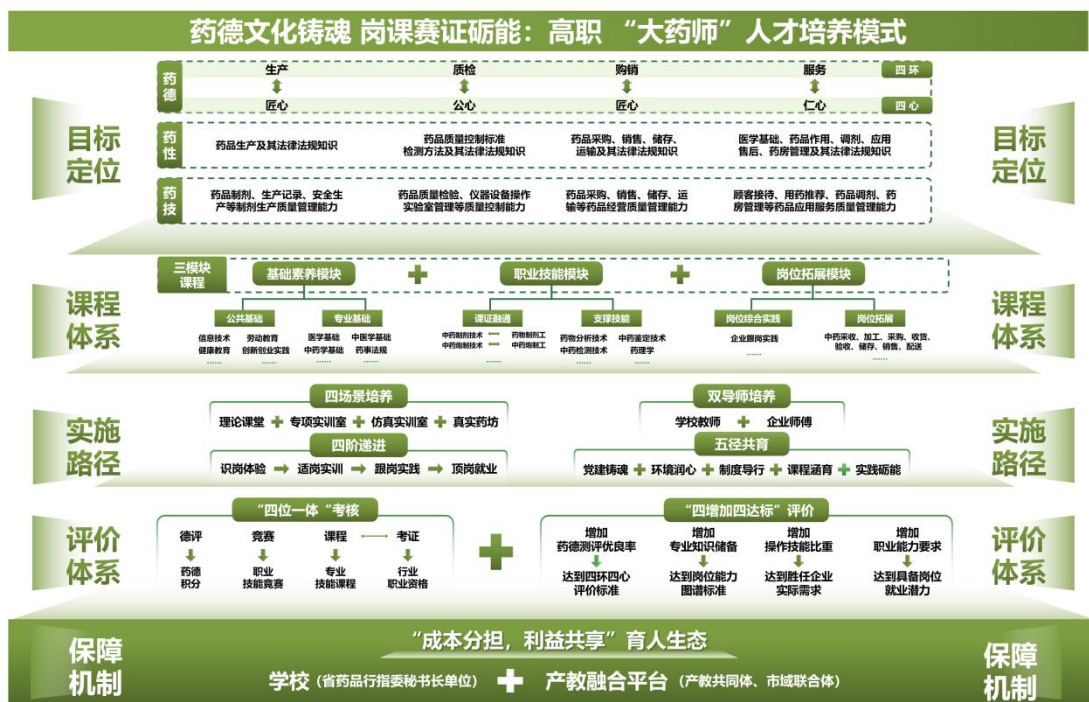 药德文化铸魂 岗课赛证砺能：高职 “大药师”人才培养模式
目标
定位
药德
生产
质检
购销
服务
四环
匠心
公心
匠心
仁心
四心
药性
药品生产及其法律法规知识
药品质量控制标准
检测方法及其法律法规知识
药品采购、销售、储存、
运输及其法律法规知识
医学基础、药品作用、调剂、应用
售后、药房管理及其法律法规知识
药技
药品制剂、生产记录、安全生
产等制剂生产质量管理能力
药品质量检验、仪器设备操作
实验室管理等质量控制能力
药品采购、销售、储存、运
输等药品经营质量管理能力
顾客接待、用药推荐、药品调剂、药
房管理等药品应用服务质量管理能力
目标
定位
课程
体系
三模块
课程
基础素养模块
+
职业技能模块
+
岗位拓展模块
公共基础
信息技术 劳动教育
健康教育 创新创业实践
……
专业基础
医学基础 中医学基础
中药学基础 药事法规
……
课证融通
中药制剂技术 药物制剂工
中药炮制技术 中药炮制工
……
支撑技能
药物分析技术 中药鉴定技术
中药检测技术 药理学
……
岗位综合实践
企业跟岗实践
……
岗位拓展
中药采收、加工、采购、收货、
验收、储存、销售、配送
……
课程
体系
实施
路径
四场景培养
理论课堂 + 专项实训室 + 仿真实训室 + 真实药坊
四阶递进
识岗体验 → 适岗实训 → 跟岗实践 → 顶岗就业
双导师培养
学校教师 + 企业师傅
五径共育
党建铸魂 + 环境润心 + 制度导行 + 课程涵育 + 实践砺能
实施
路径
评价
体系
“四位一体“考核
德评 竞赛 课程 考证
药德
积分
职业
技能竞赛
专业
技能课程
行业
职业资格
+
“四增加四达标”评价
增加
药德测评优良率
增加
专业知识储备
增加
操作技能比重
增加
职业能力要求
达到四环四心
评价标准
达到岗位能力
图谱标准
达到胜任企业
实际需求
达到具备岗位
就业潜力
评价
体系
保障
机制
“成本分担，利益共享”育人生态
学校（省药品行指委秘书长单位） + 产教融合平台（产教共同体、市域联合体）
保障
机制